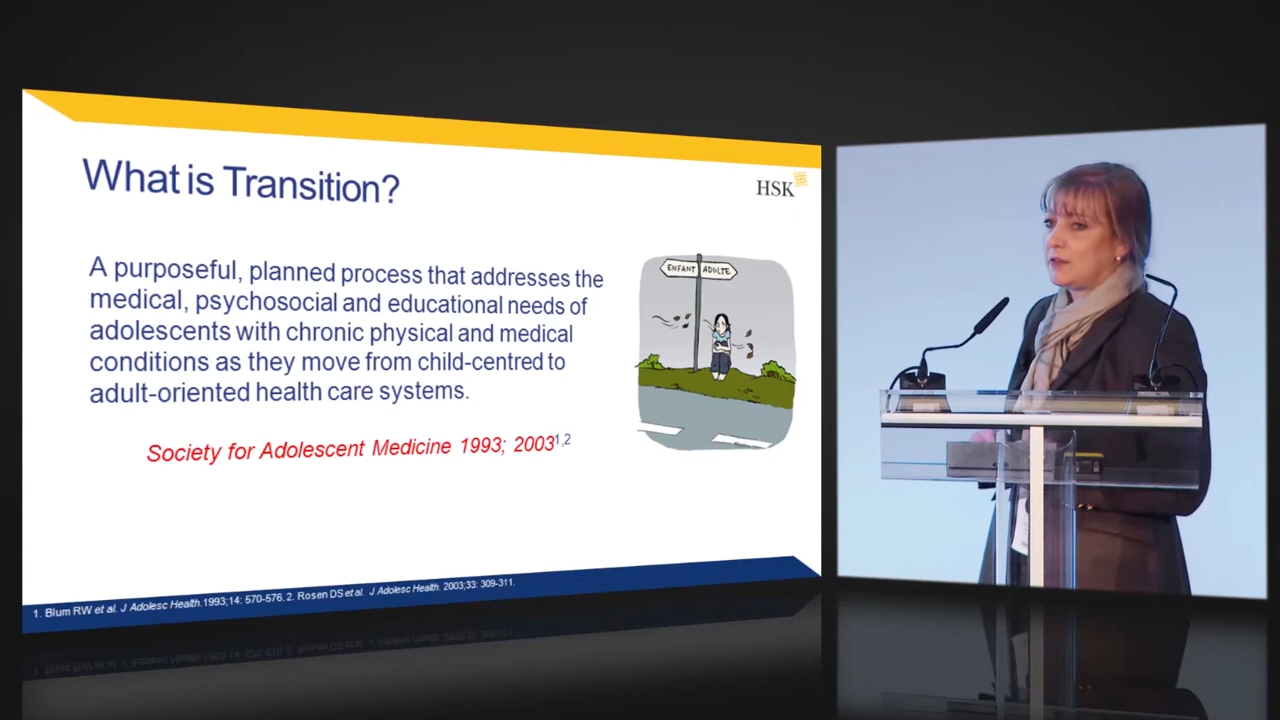 What is Transition?
HSK
A purposeful, planned process that addresses the
medical, psychosocial and educational needs of
adolescents with chronic physical and medical
conditions as they move from child-centred to
adult-oriented health care systems.
ENFANT ADULTE
Society for Adolescent Medicine 1993; 20031,2
1. Blum RW et al. J Adolesc Health.1993;14: 570-576. 2. Rosen DS et al. J Adolesc Health. 2003;33: 309-311.